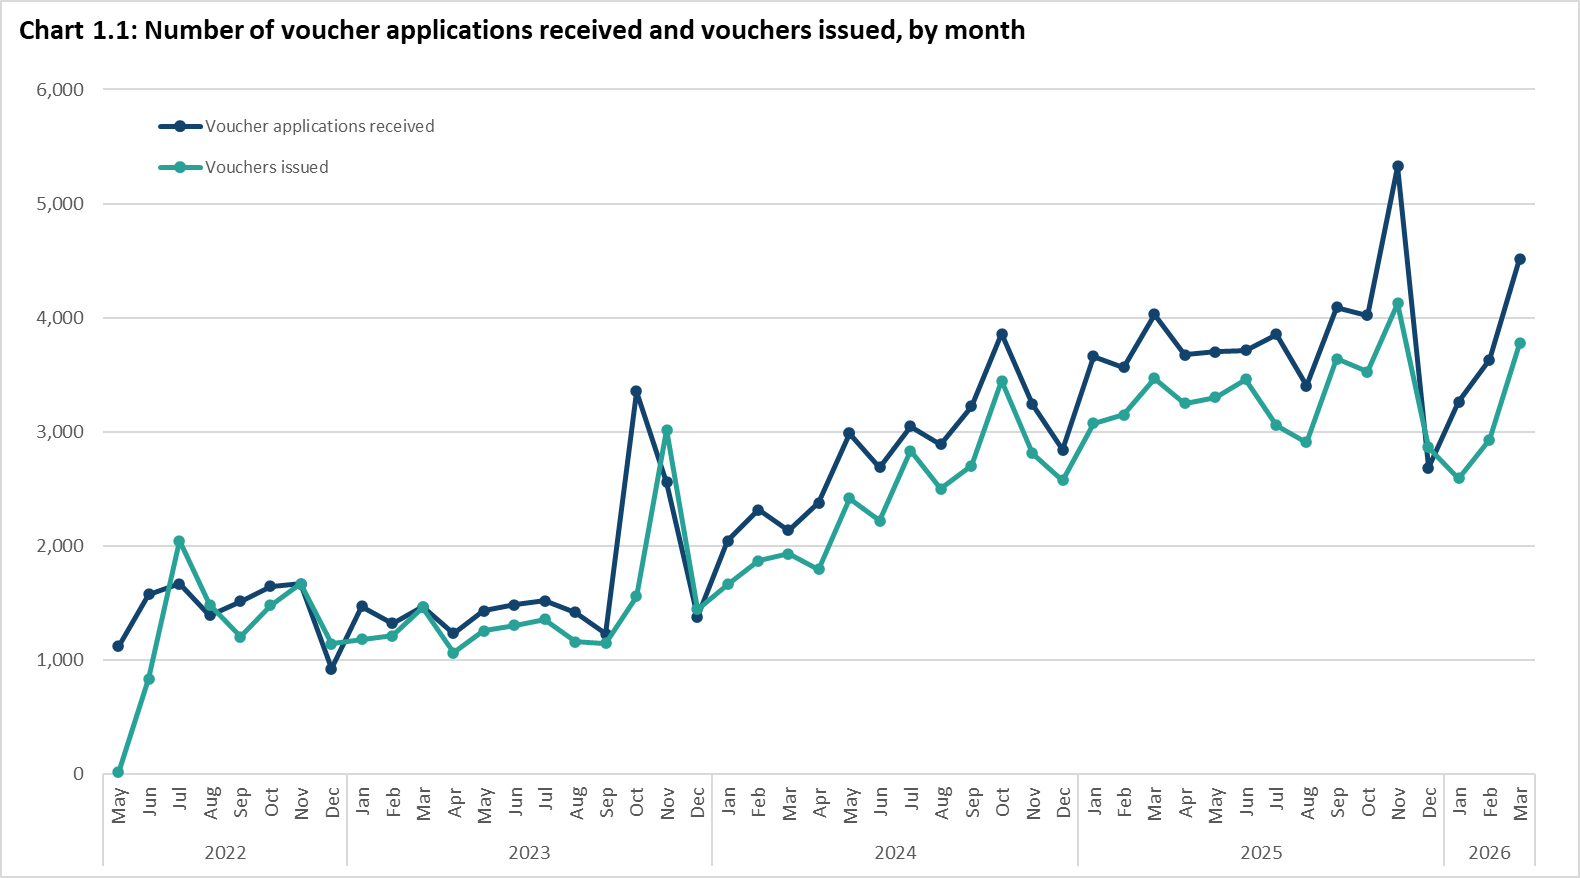 Chart 1.1: Number of voucher applications received and vouchers issued, by month
6,000
Voucher applications received
Vouchers issued
5,000
4,000
3,000
2,000
1,000
0
May Jun Jul Aug Sep Oct Nov Dec Jan Feb Mar Apr May Jun Jul Aug Sep Oct Nov Dec Jan Feb Mar Apr May Jun Jul Aug Sep Oct Nov Dec Jan Feb Mar Apr May Jun Jul Aug Sep Oct Nov Dec Jan Feb Mar
2022 2023 2024 2025 2026